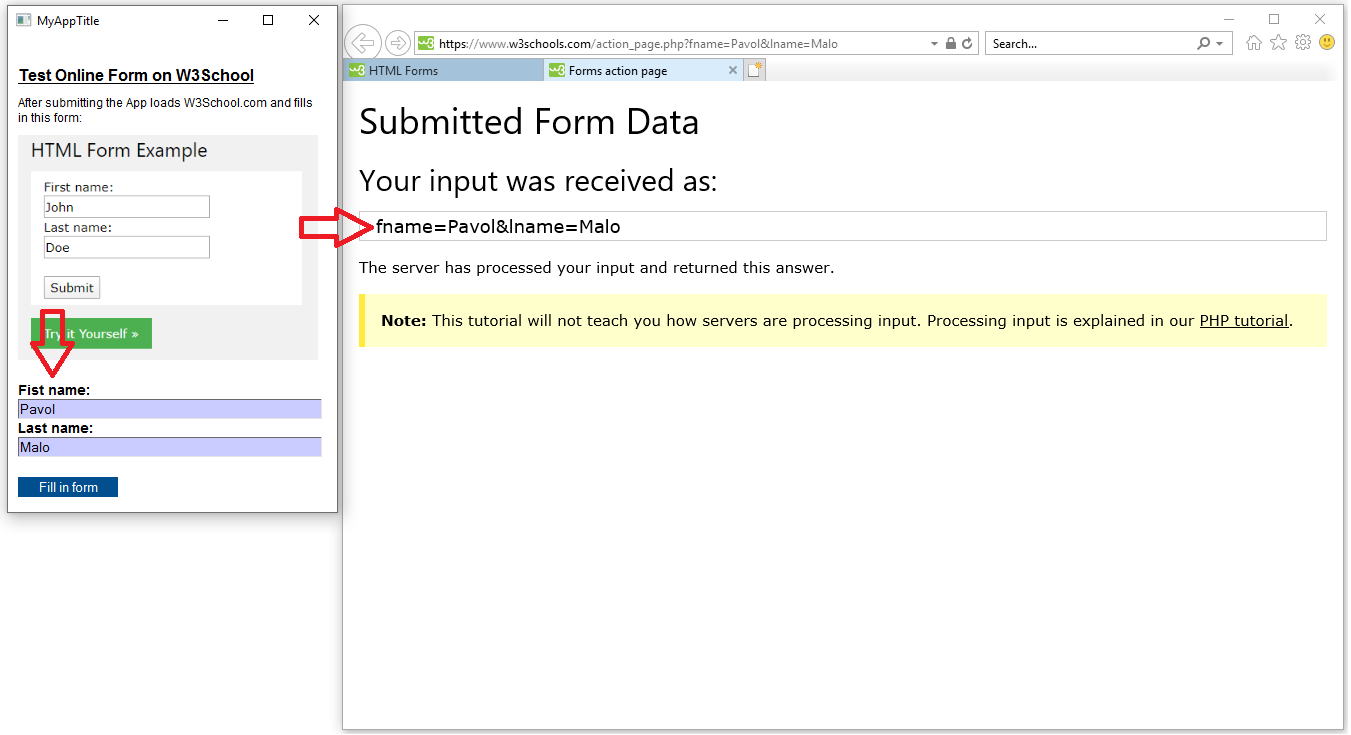 MyAppTitle
Test Online Form on W3School
After submitting the App loads W3School.com and fills
in this form:
HTML Form Example
First name:
John
Last name:
Doe
Submit
Try it Yourself »
Fist name:
Pavol
Last name:
Malo
Fill in form
https://www.w3schools.com/action_page.php?fname=Pavol&lname=Malo
Search...
w3 HTML Forms
w3 Forms action page
Submitted Form Data
Your input was received as:
fname=Pavol&lname=Malo
The server has processed your input and returned this answer.
Note: This tutorial will not teach you how servers are processing input. Processing input is explained in our PHP tutorial.